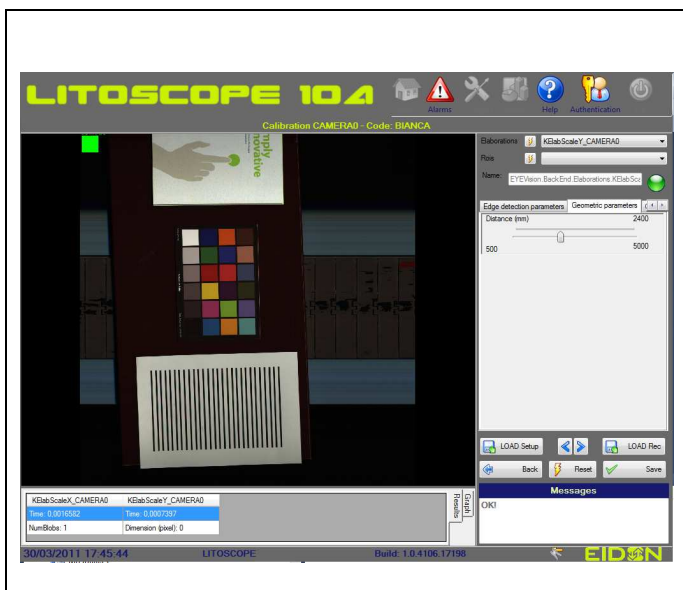 LITOSCOPE 10A
Alarms
Help
Authentication
Calibration CAMERA0 - Code: BIANCA
Elaborations
KElabScaleY_CAMERA0
Rois
Name:
EYEVision.BackEnd.Elaborations.KElabSca
Edge detection parameters
Geometric parameters
Distance (mm)
2400
500
5000
LOAD Setup
LOAD Rec
Back
Reset
Save
Messages
OK!
KElabScaleX_CAMERA0
KElabScaleY_CAMERA0
Time: 0,0016582
Time: 0,0007397
NumBlobs: 1
Dimension (pixel): 0
Graph
Results
30/03/2011 17:45:44
LITOSCOPE
Build: 1.0.4106.17198
EIDON